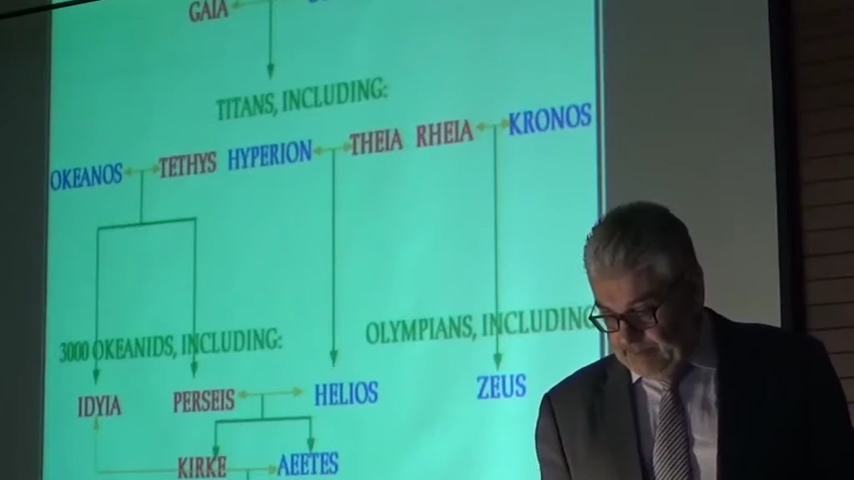 GAIA
TITANS, INCLUDING:
OKEANOS TETHYS HYPERION THEIA RHEIA KRONOS
3000 OKEANIDS, INCLUDING: OLYMPIANS, INCLUDING
IDYIA PERSEIS HELIOS ZEUS
KIRKE AEETES